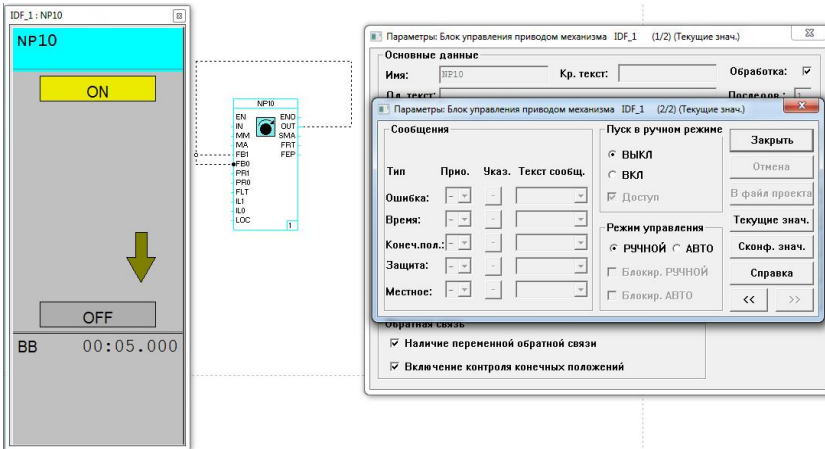 IDF_1 : NP10
NP10
ON
OFF
BB 00:05.000
NP10
EN ENO
IN OUT
MM SMA
MA FRT
FB1 FEP
FB0
PR1
PR0
FLT
IL1
IL0
LOC
1
Параметры: Блок управления приводом механизма IDF_1 (1/2) (Текущие знач.)
Основные данные
Имя: NP10 Кр. текст: Обработка:
Дл. текст: Последов.: 1
Параметры: Блок управления приводом механизма IDF_1 (2/2) (Текущие знач.)
Сообщения
Тип Прио. Указ. Текст сообщ.
Ошибка: - -
Время: - -
Конеч.пол.: - -
Защита: - -
Местное: - -
Пуск в ручном режиме
ВЫКЛ
ВКЛ
Доступ
Режим управления
РУЧНОЙ АВТО
Блокир. РУЧНОЙ
Блокир. АВТО
Закрыть
Отмена
В файл проекта
Текущие знач.
Сконф. знач.
Справка
<< >>
Обратная связь
Наличие переменной обратной связи
Включение контроля конечных положений